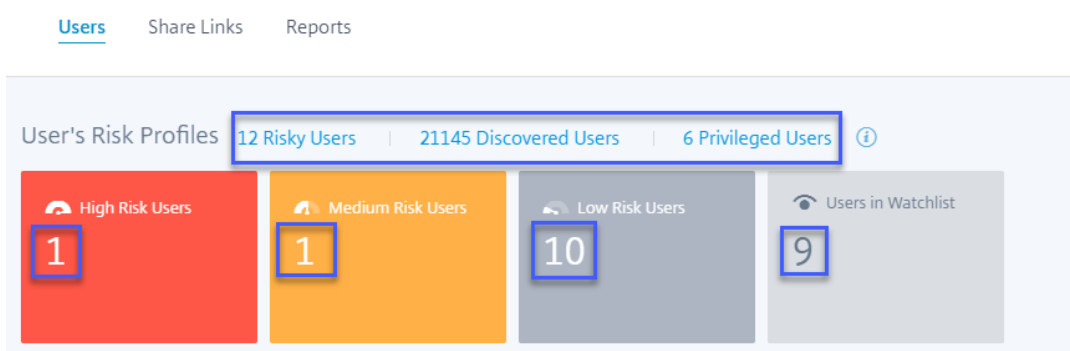 Users Share Links Reports
User's Risk Profiles 12 Risky Users 21145 Discovered Users 6 Privileged Users i
High Risk Users Medium Risk Users Low Risk Users Users in Watchlist
1 1 10 9